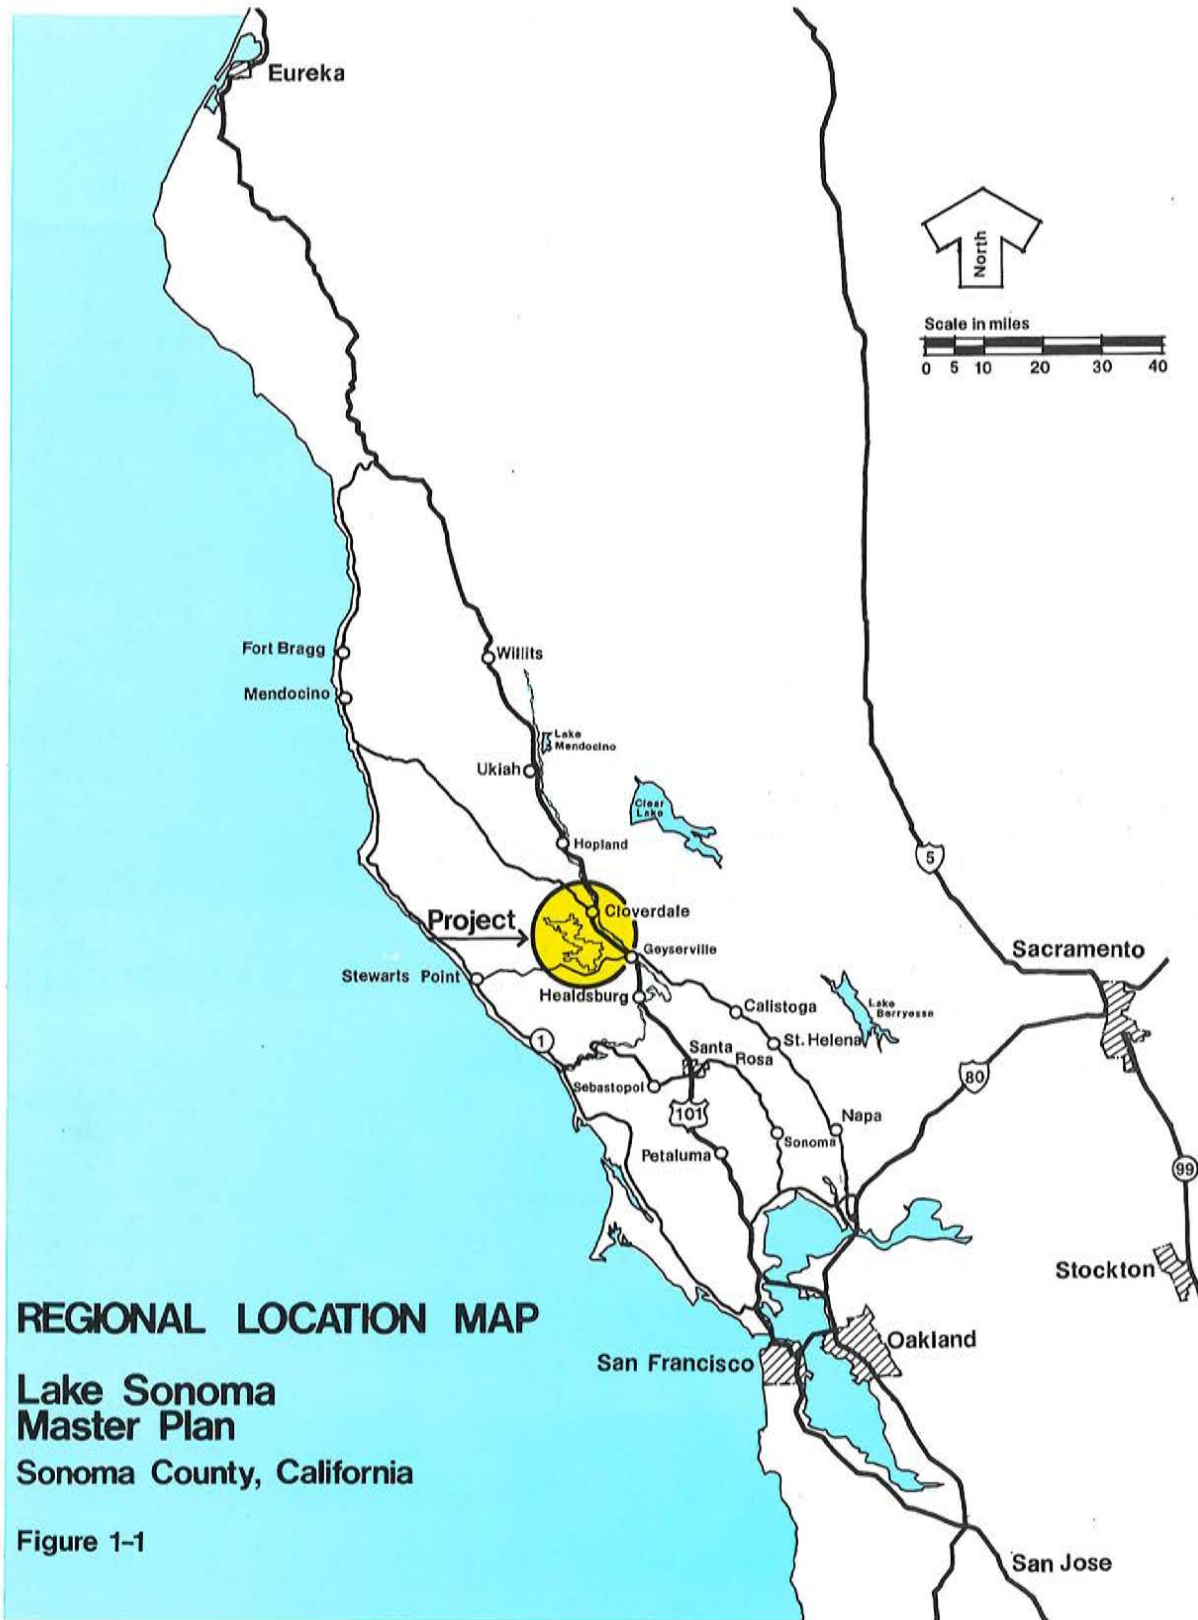 Eureka
North
Scale in miles
0 5 10 20 30 40
Fort Bragg
Willits
Mendocino
Lake
Mendocino
Ukiah
Clear
Lake
Hopland
5
Cloverdale
Project
Geyserville
Sacramento
Stewarts Point
Healdsburg
Calistoga
Lake
Berryessa
1
St. Helena
Santa
Rosa
80
Sebastopol
101
Napa
Sonoma
Petaluma
99
Stockton
REGIONAL LOCATION MAP
Oakland
San Francisco
Lake Sonoma
Master Plan
Sonoma County, California
Figure 1-1
San Jose